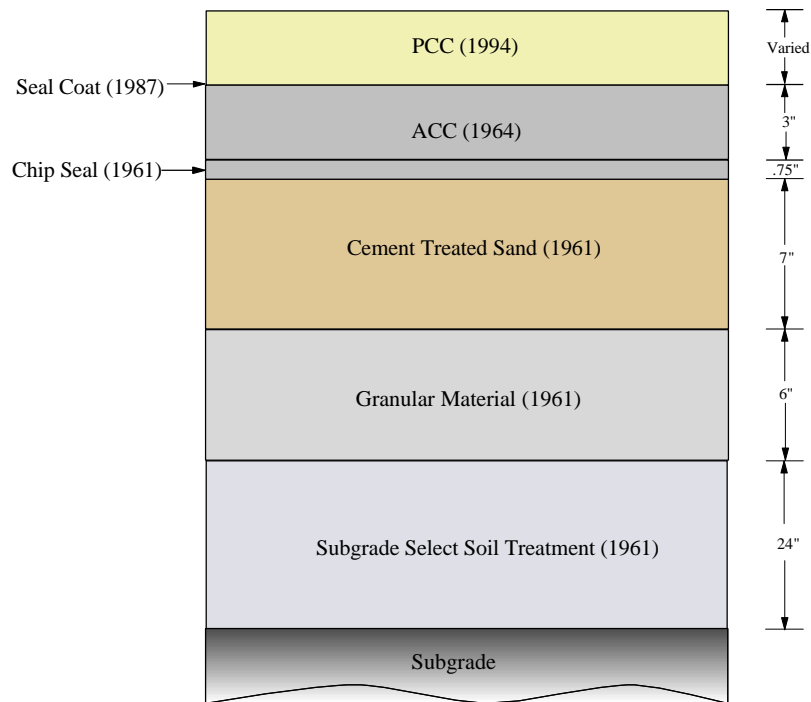 PCC (1994)
Varied
Seal Coat (1987)
ACC (1964)
3"
Chip Seal (1961)
.75"
Cement Treated Sand (1961)
7"
Granular Material (1961)
6"
Subgrade Select Soil Treatment (1961)
24"
Subgrade